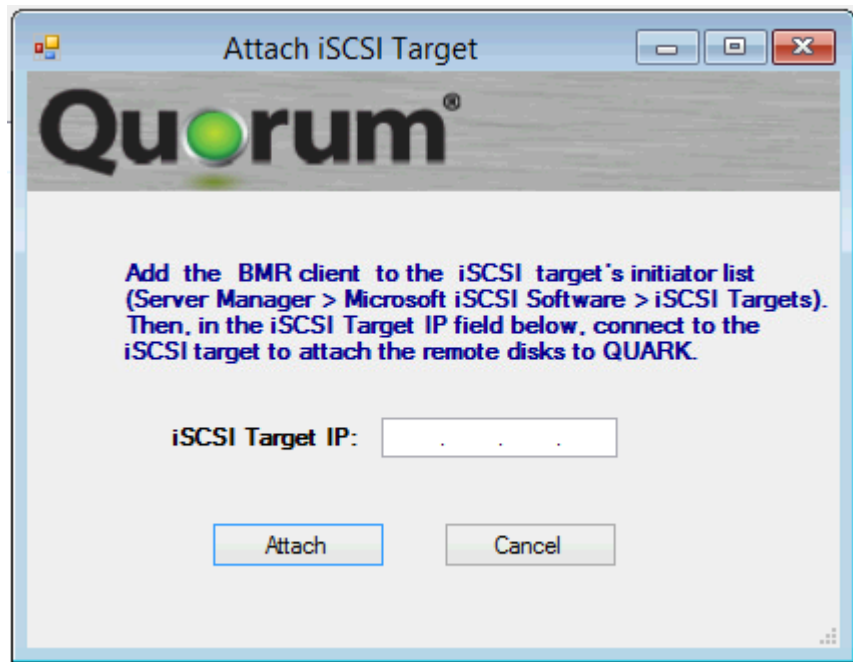 Attach iSCSI Target
Quorum®
Add the BMR client to the iSCSI target's initiator list
(Server Manager > Microsoft iSCSI Software > iSCSI Targets).
Then, in the iSCSI Target IP field below, connect to the
iSCSI target to attach the remote disks to QUARK.
iSCSI Target IP: . . .
Attach Cancel